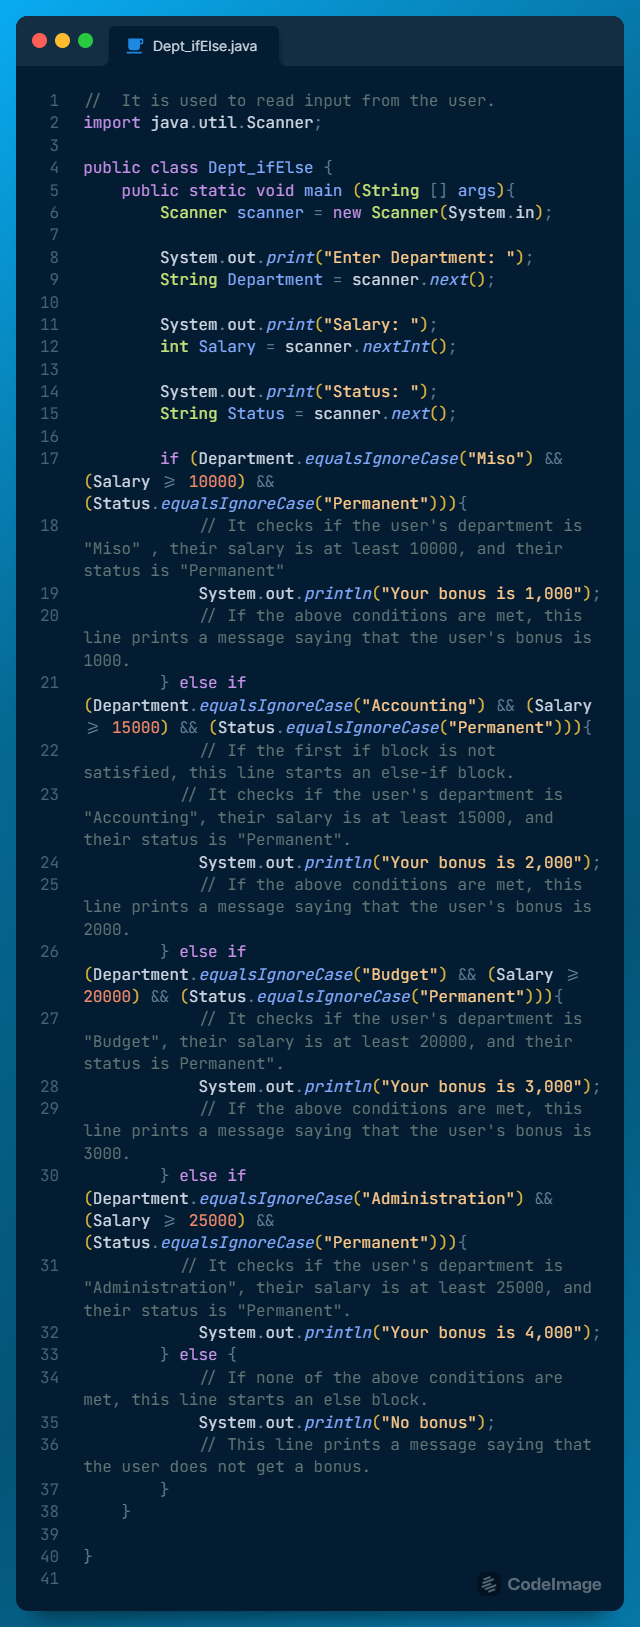 Dept_ifElse.java
1 // It is used to read input from the user.
2 import java.util.Scanner;
3
4 public class Dept_ifElse {
5 public static void main (String [] args){
6 Scanner scanner = new Scanner(System.in);
7
8 System.out.print("Enter Department: ");
9 String Department = scanner.next();
10
11 System.out.print("Salary: ");
12 int Salary = scanner.nextInt();
13
14 System.out.print("Status: ");
15 String Status = scanner.next();
16
17 if (Department.equalsIgnoreCase("Miso") &&
(Salary >= 10000) &&
(Status.equalsIgnoreCase("Permanent"))){
18 // It checks if the user's department is
"Miso" , their salary is at least 10000, and their
status is "Permanent"
19 System.out.println("Your bonus is 1,000");
20 // If the above conditions are met, this
line prints a message saying that the user's bonus is
1000.
21 } else if
(Department.equalsIgnoreCase("Accounting") && (Salary
>= 15000) && (Status.equalsIgnoreCase("Permanent"))){
22 // If the first if block is not
satisfied, this line starts an else-if block.
23 // It checks if the user's department is
"Accounting", their salary is at least 15000, and
their status is "Permanent".
24 System.out.println("Your bonus is 2,000");
25 // If the above conditions are met, this
line prints a message saying that the user's bonus is
2000.
26 } else if
(Department.equalsIgnoreCase("Budget") && (Salary >=
20000) && (Status.equalsIgnoreCase("Permanent"))){
27 // It checks if the user's department is
"Budget", their salary is at least 20000, and their
status is Permanent".
28 System.out.println("Your bonus is 3,000");
29 // If the above conditions are met, this
line prints a message saying that the user's bonus is
3000.
30 } else if
(Department.equalsIgnoreCase("Administration") &&
(Salary >= 25000) &&
(Status.equalsIgnoreCase("Permanent"))){
31 // It checks if the user's department is
"Administration", their salary is at least 25000, and
their status is "Permanent".
32 System.out.println("Your bonus is 4,000");
33 } else {
34 // If none of the above conditions are
met, this line starts an else block.
35 System.out.println("No bonus");
36 // This line prints a message saying that
the user does not get a bonus.
37 }
38 }
39
40 }
41
CodeImage